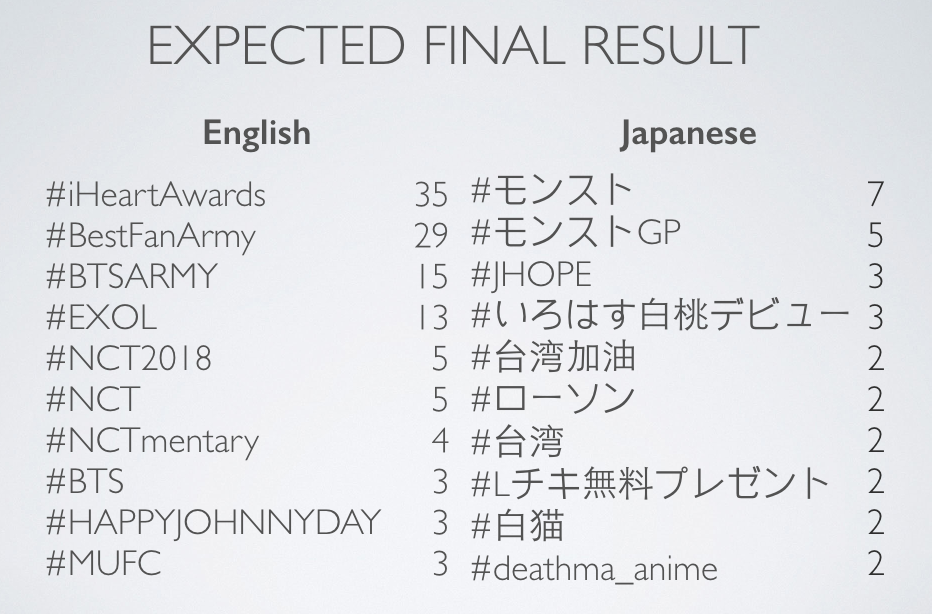 EXPECTED FINAL RESULT
English
#iHeartAwards 35
#BestFanArmy 29
#BTSARMY 15
#EXOL 13
#NCT2018 5
#NCT 5
#NCTmentary 4
#BTS 3
#HAPPYJOHNNYDAY 3
#MUFC 3
Japanese
#モンスト 7
#モンストGP 5
#JHOPE 3
#いろはす白桃デビュー 3
#台湾加油 2
#ローソン 2
#台湾 2
#Lチキ無料プレゼント 2
#白猫 2
#deathma_anime 2